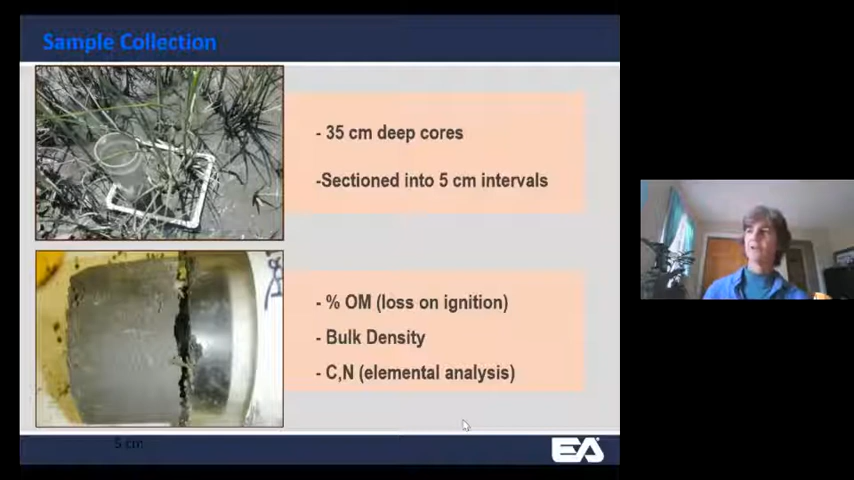 Sample Collection
- 35 cm deep cores
-Sectioned into 5 cm intervals
- % OM (loss on ignition)
- Bulk Density
- C,N (elemental analysis)
5 cm
EA